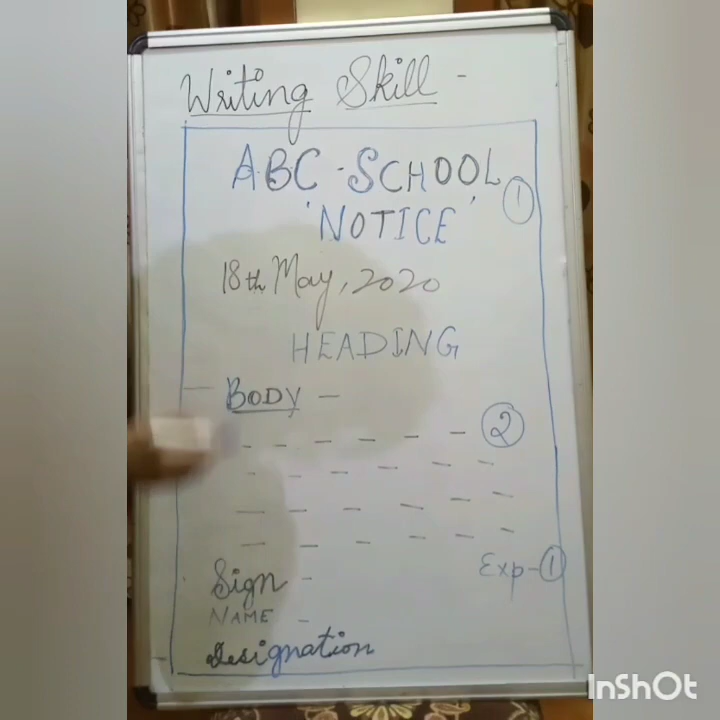 Writing Skill -
ABC - SCHOOL
'NOTICE' ①
18th May, 2020
HEADING
BODY -
②
Exp-①
Sign -
NAME -
Designation
InShOt